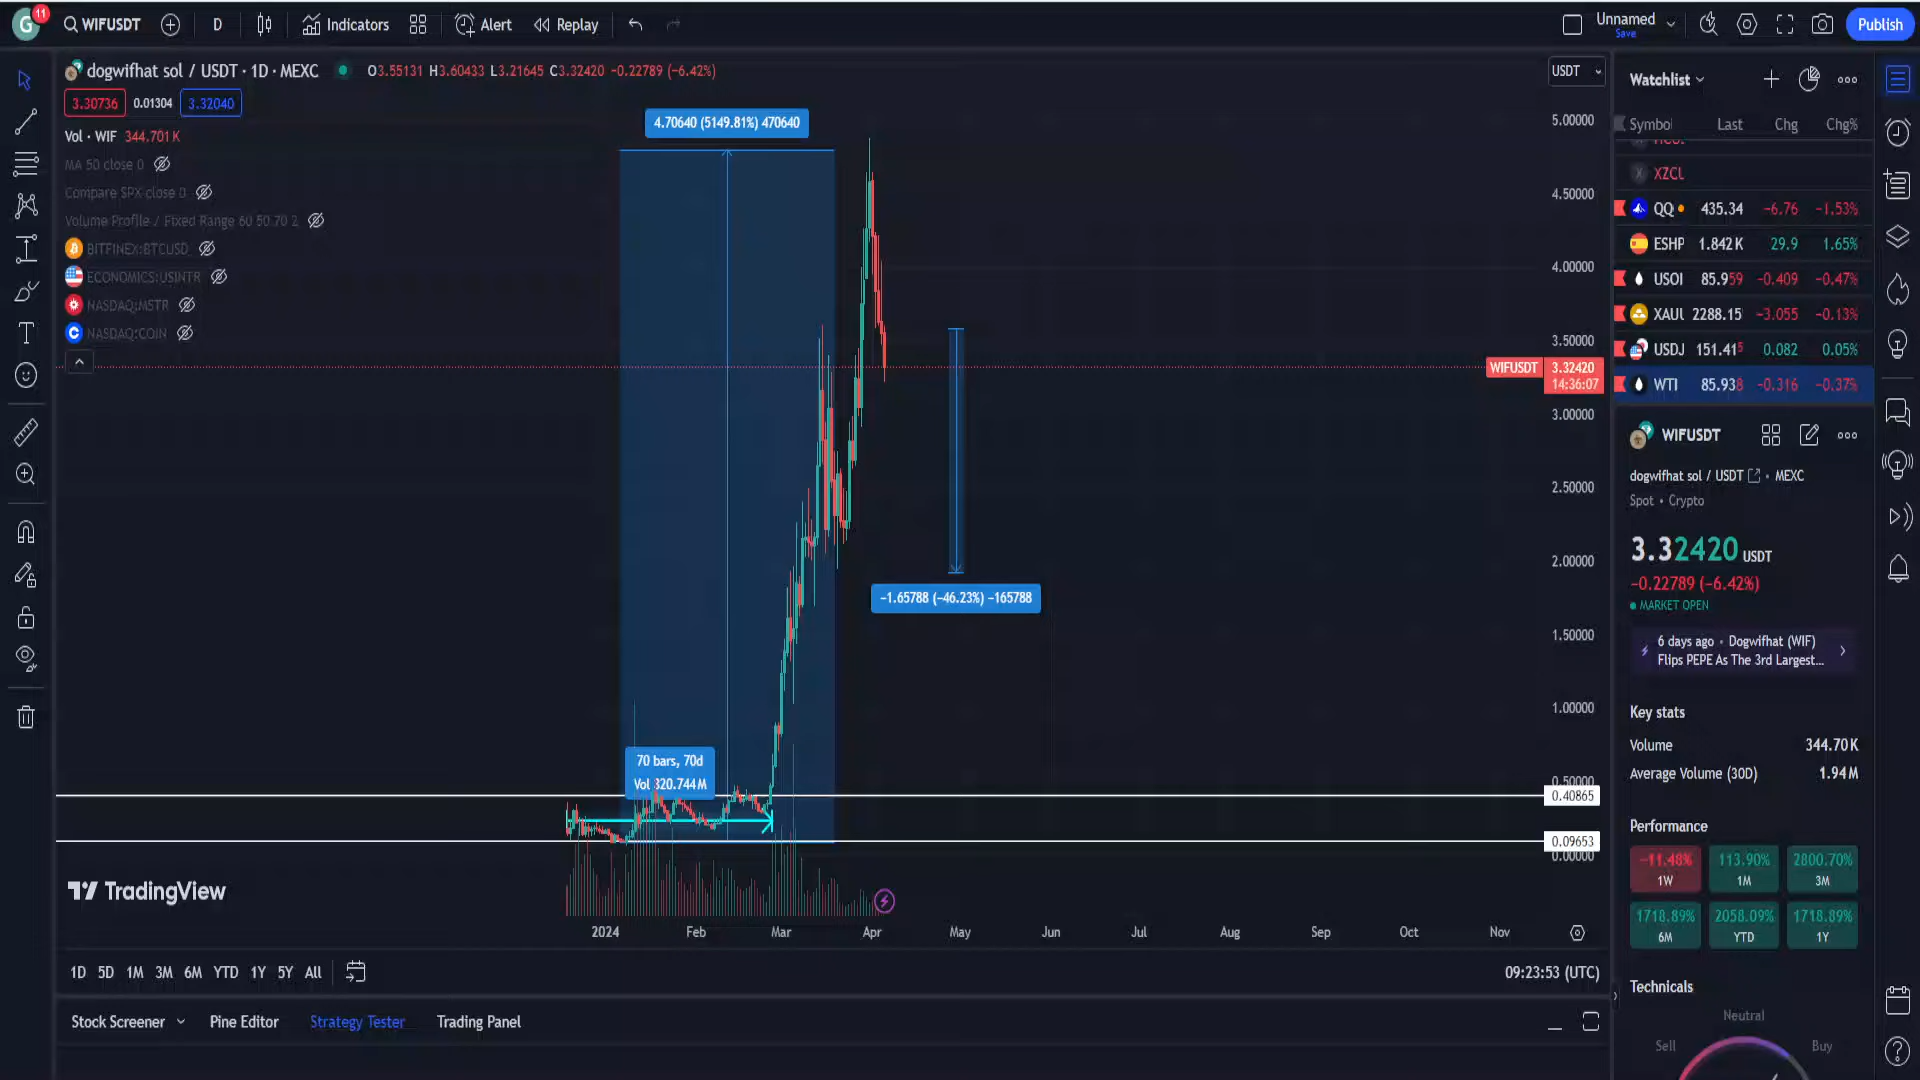 G 11 WIFUSDT D Indicators Alert Replay Unnamed Save Publish
dogwifhat sol / USDT · 1D · MEXC O3.55131 H3.60433 L3.21645 C3.32420 −0.22789 (−6.42%) USDT
3.30736 0.01304 3.32040
Vol · WIF 344.701K
MA 50 close 0
Compare SPX close 0
Volume Profile / Fixed Range 60 50 70 2
BITFINEX:BTCUSD
ECONOMICS:USINTR
NASDAQ:MSTR
NASDAQ:COIN
4.70640 (5149.81%) 470640
−1.65788 (−46.23%) −165788
70 bars, 70d
Vol 320.744M
5.00000
4.50000
4.00000
3.50000
WIFUSDT 3.32420
14:36:07
3.00000
2.50000
2.00000
1.50000
1.00000
0.50000
0.40865
0.09653
0.00000
TradingView
2024 Feb Mar Apr May Jun Jul Aug Sep Oct Nov
1D 5D 1M 3M 6M YTD 1Y 5Y All 09:23:53 (UTC)
Stock Screener Pine Editor Strategy Tester Trading Panel
Watchlist
Symbol Last Chg Chg%
XZCL
QQ 435.34 −6.76 −1.53%
ESHP 1.842K 29.9 1.65%
USOI 85.959 −0.409 −0.47%
XAUU 2288.15 −3.055 −0.13%
USDJ 151.415 0.082 0.05%
WTI 85.938 −0.316 −0.37%
WIFUSDT
dogwifhat sol / USDT • MEXC
Spot • Crypto
3.32420 USDT
−0.22789 (−6.42%)
MARKET OPEN
6 days ago • Dogwifhat (WIF)
Flips PEPE As The 3rd Largest...
Key stats
Volume 344.70K
Average Volume (30D) 1.94M
Performance
−11.48% 113.90% 2800.70%
1W 1M 3M
1718.89% 2058.09% 1718.89%
6M YTD 1Y
Technicals
Neutral
Sell Buy